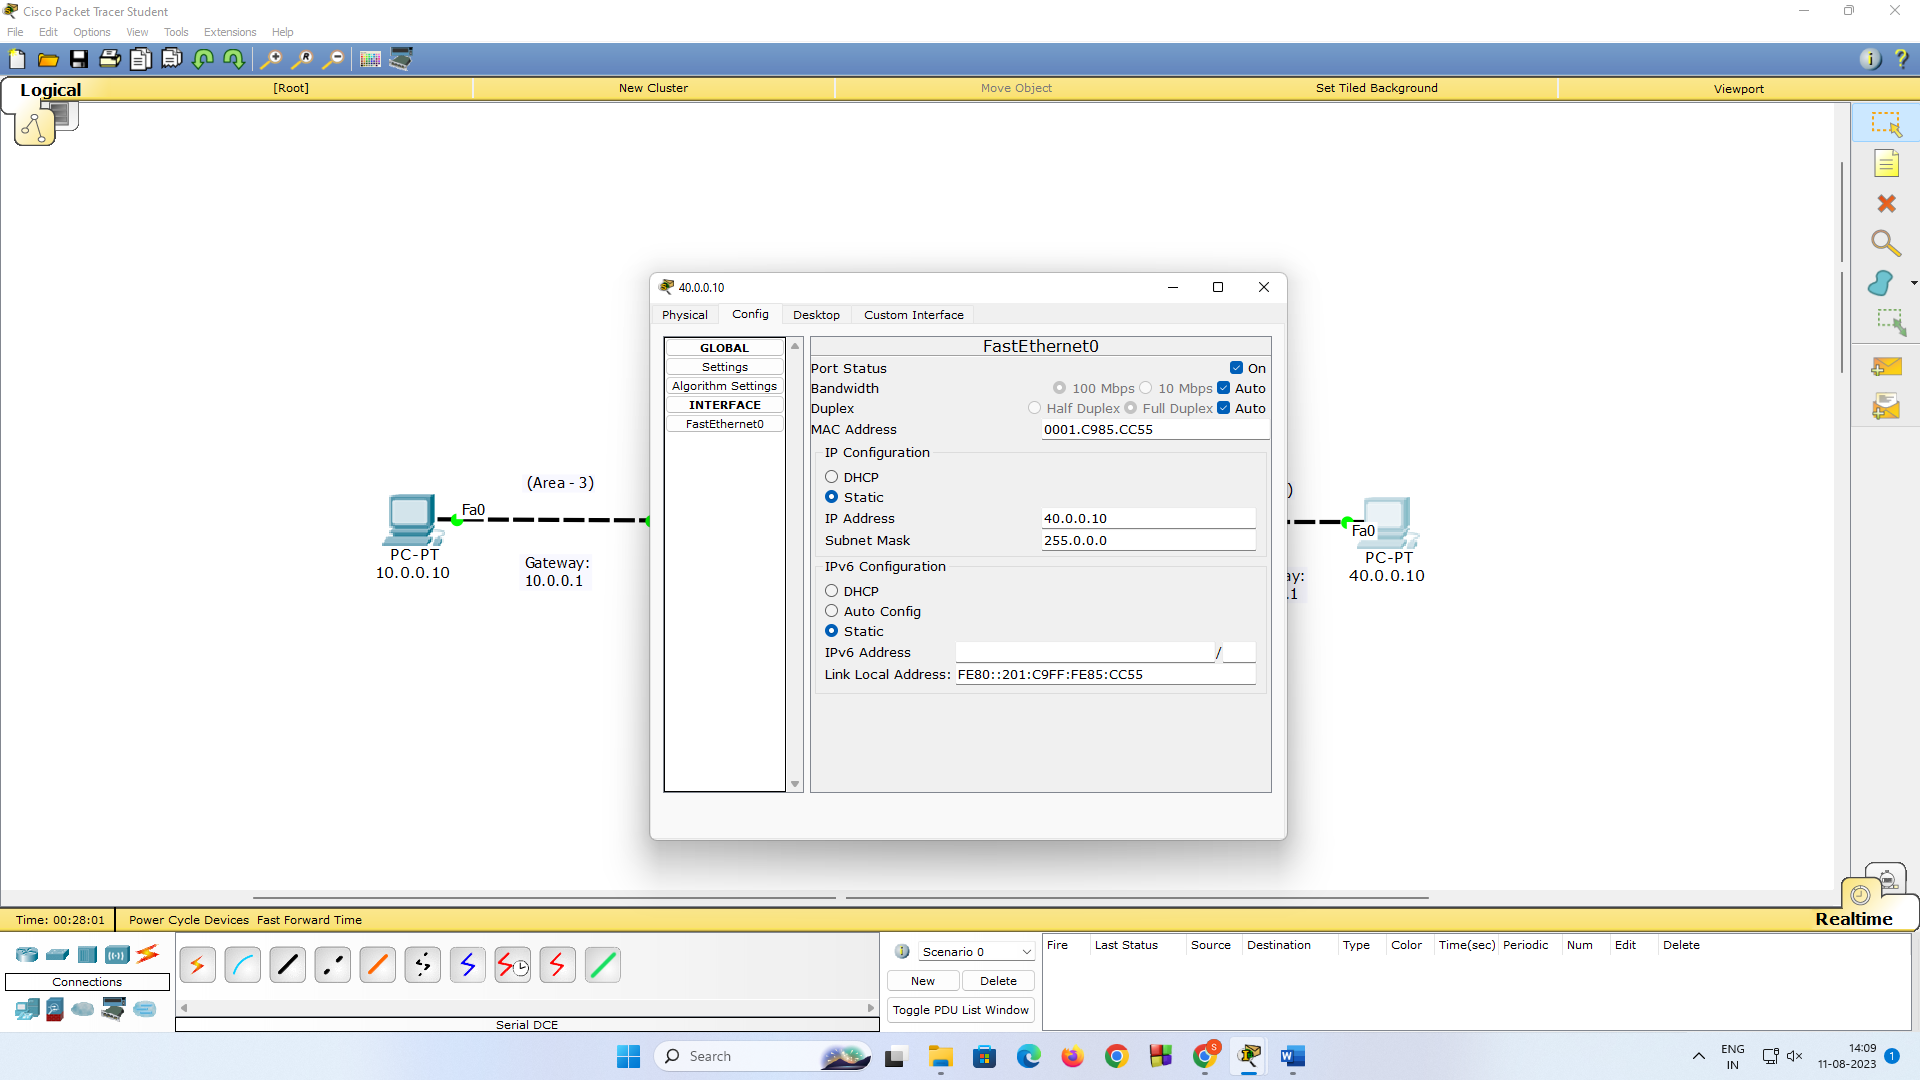 Cisco Packet Tracer Student
File Edit Options View Tools Extensions Help
Logical [Root] New Cluster Move Object Set Tiled Background Viewport
40.0.0.10
Physical Config Desktop Custom Interface
GLOBAL
Settings
Algorithm Settings
INTERFACE
FastEthernet0
FastEthernet0
Port Status On
Bandwidth 100 Mbps 10 Mbps Auto
Duplex Half Duplex Full Duplex Auto
MAC Address 0001.C985.CC55
IP Configuration
DHCP
Static
IP Address 40.0.0.10
Subnet Mask 255.0.0.0
IPv6 Configuration
DHCP
Auto Config
Static
IPv6 Address /
Link Local Address: FE80::201:C9FF:FE85:CC55
(Area - 3)
Fa0
PC-PT
10.0.0.10
Gateway:
10.0.0.1
)
Fa0
PC-PT
40.0.0.10
ay:
.1
Time: 00:28:01 Power Cycle Devices Fast Forward Time
Realtime
Connections
Serial DCE
Scenario 0
New Delete
Toggle PDU List Window
Fire Last Status Source Destination Type Color Time(sec) Periodic Num Edit Delete
Search
ENG
IN
14:09
11-08-2023
1
S